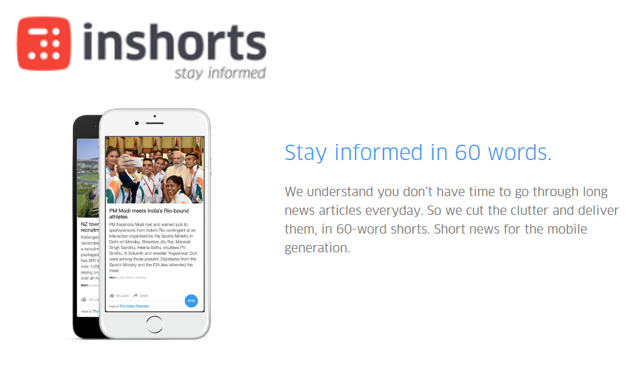 inshorts
stay informed
Stay informed in 60 words.
We understand you don't have time to go through long
news articles everyday. So we cut the clutter and deliver
them, in 60-word shorts. Short news for the mobile
generation.
NZ town
recruitm
PM Modi meets India's Rio-bound
athletes
PM Narendra Modi met and wished luck to
sportspersons from India's Rio contingent at an
interaction organised by the Sports Ministry in
Delhi on Monday. Shooters Jitu Rai, Manavjit
Singh Sandhu, Heena Sidhu, shuttlers PV
Sindhu, K Srikanth and wrestler Yogeshwar Dutt
were among those present. Dignitaries from the
Sports Ministry and the IOA also attended the
meet.
Share